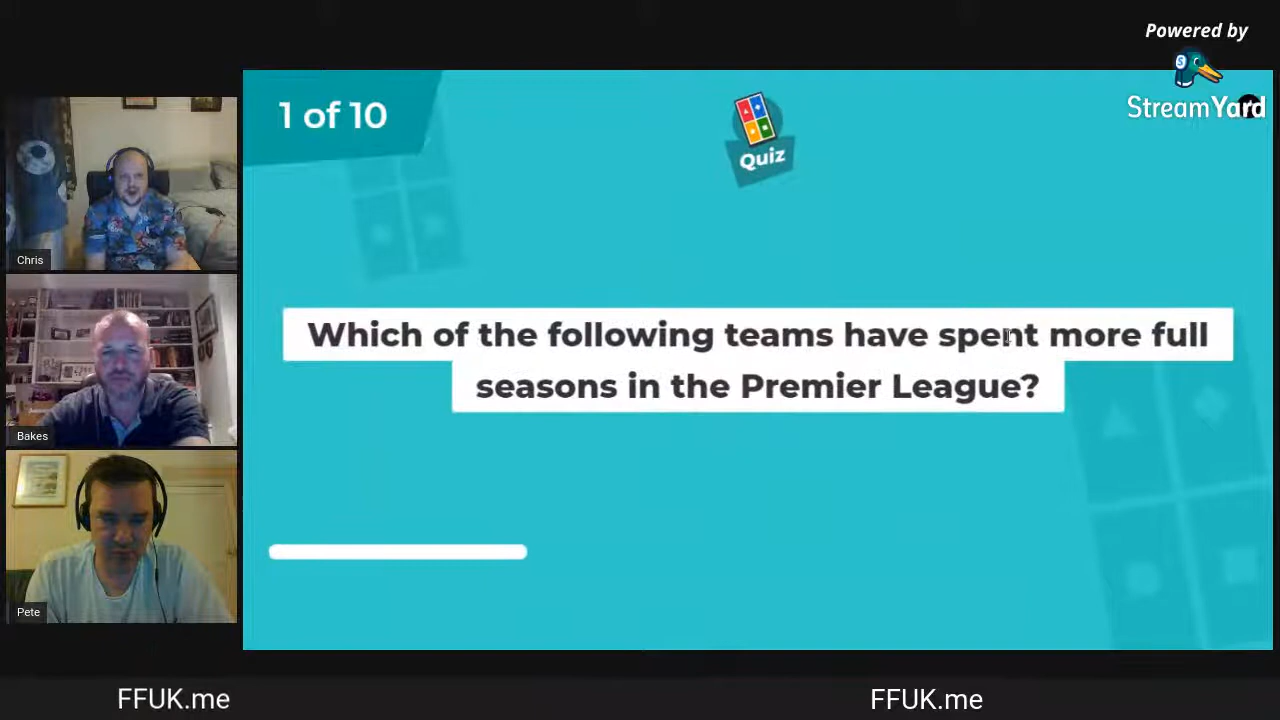 Powered by
StreamYard
1 of 10
Quiz
Which of the following teams have spent more full
seasons in the Premier League?
Chris
Bakes
Pete
FFUK.me
FFUK.me